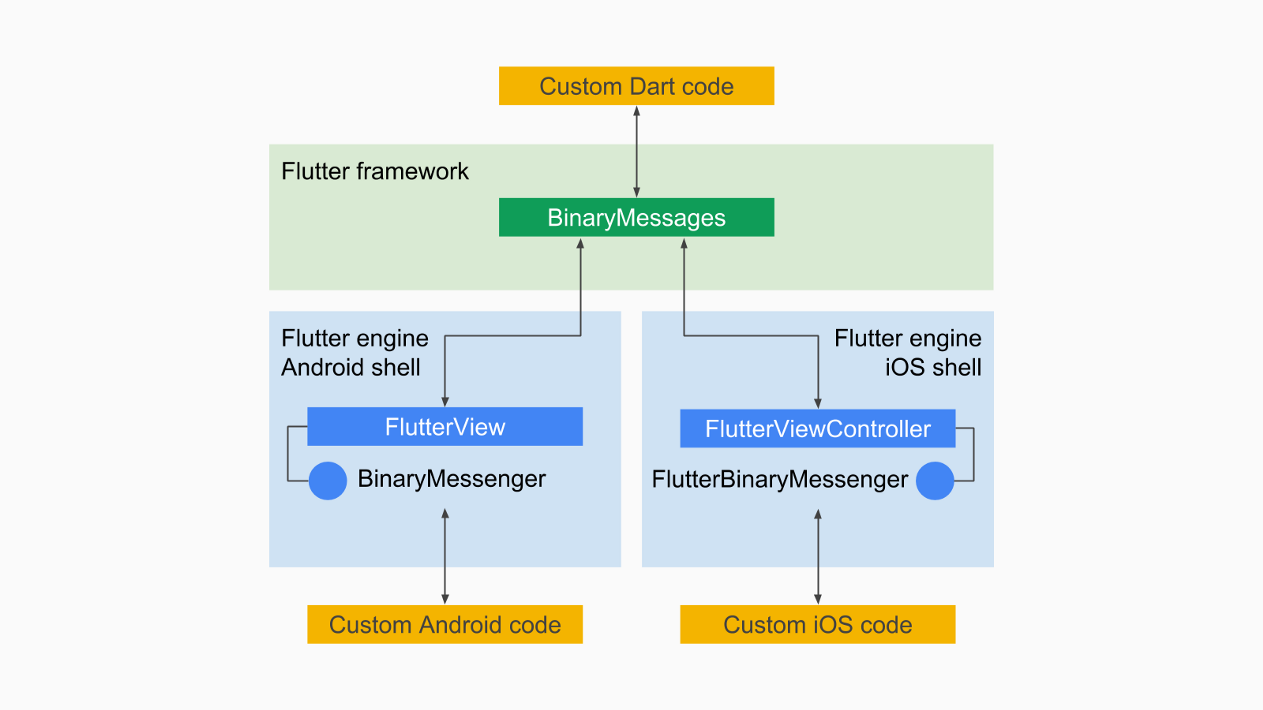 Custom Dart code
Flutter framework
BinaryMessages
Flutter engine
Android shell
FlutterView
BinaryMessenger
Custom Android code
Flutter engine
iOS shell
FlutterViewController
FlutterBinaryMessenger
Custom iOS code